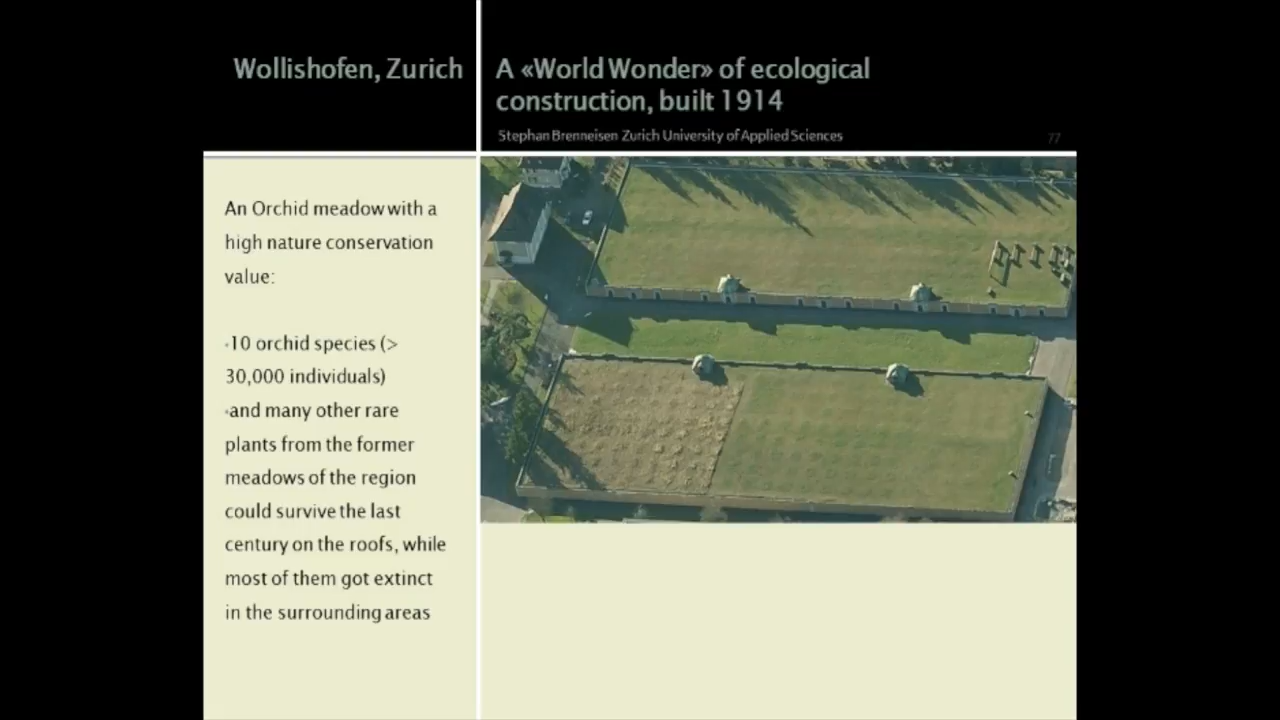 Wollishofen, Zurich
A «World Wonder» of ecological
construction, built 1914
Stephan Brenneisen Zurich University of Applied Sciences
77
An Orchid meadow with a
high nature conservation
value:
·10 orchid species (>
30,000 individuals)
·and many other rare
plants from the former
meadows of the region
could survive the last
century on the roofs, while
most of them got extinct
in the surrounding areas